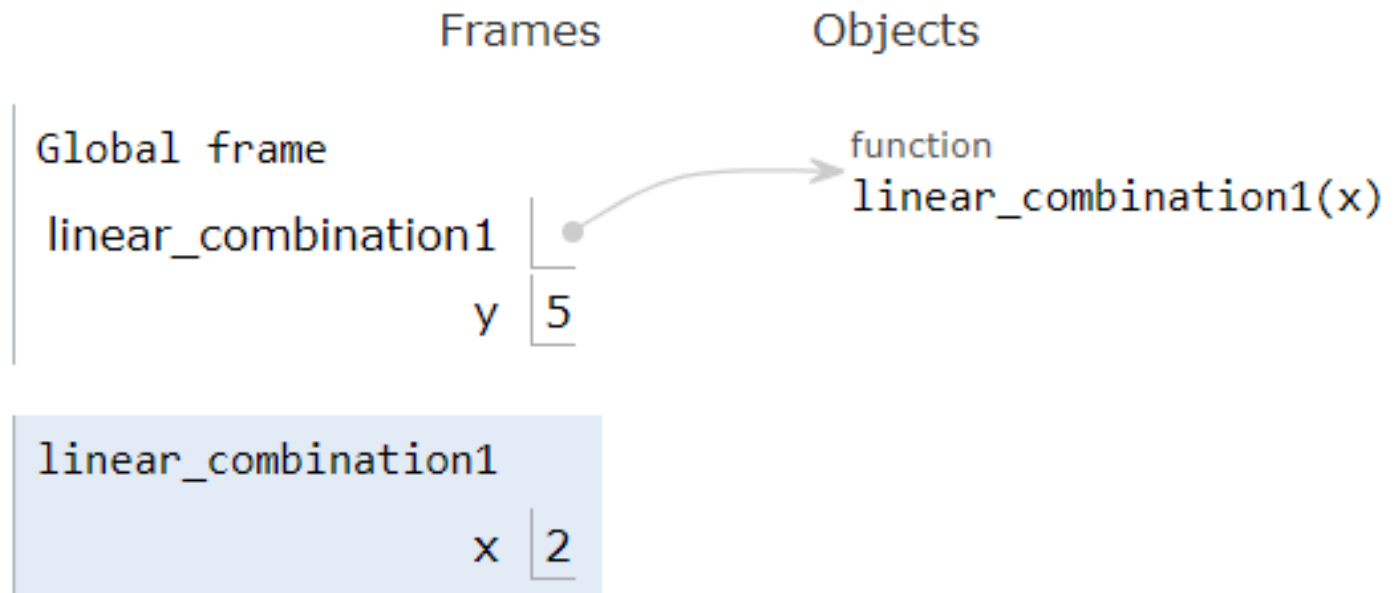 Frames Objects
Global frame
function
linear_combination1(x)
linear_combination1
y 5
linear_combination1
x 2